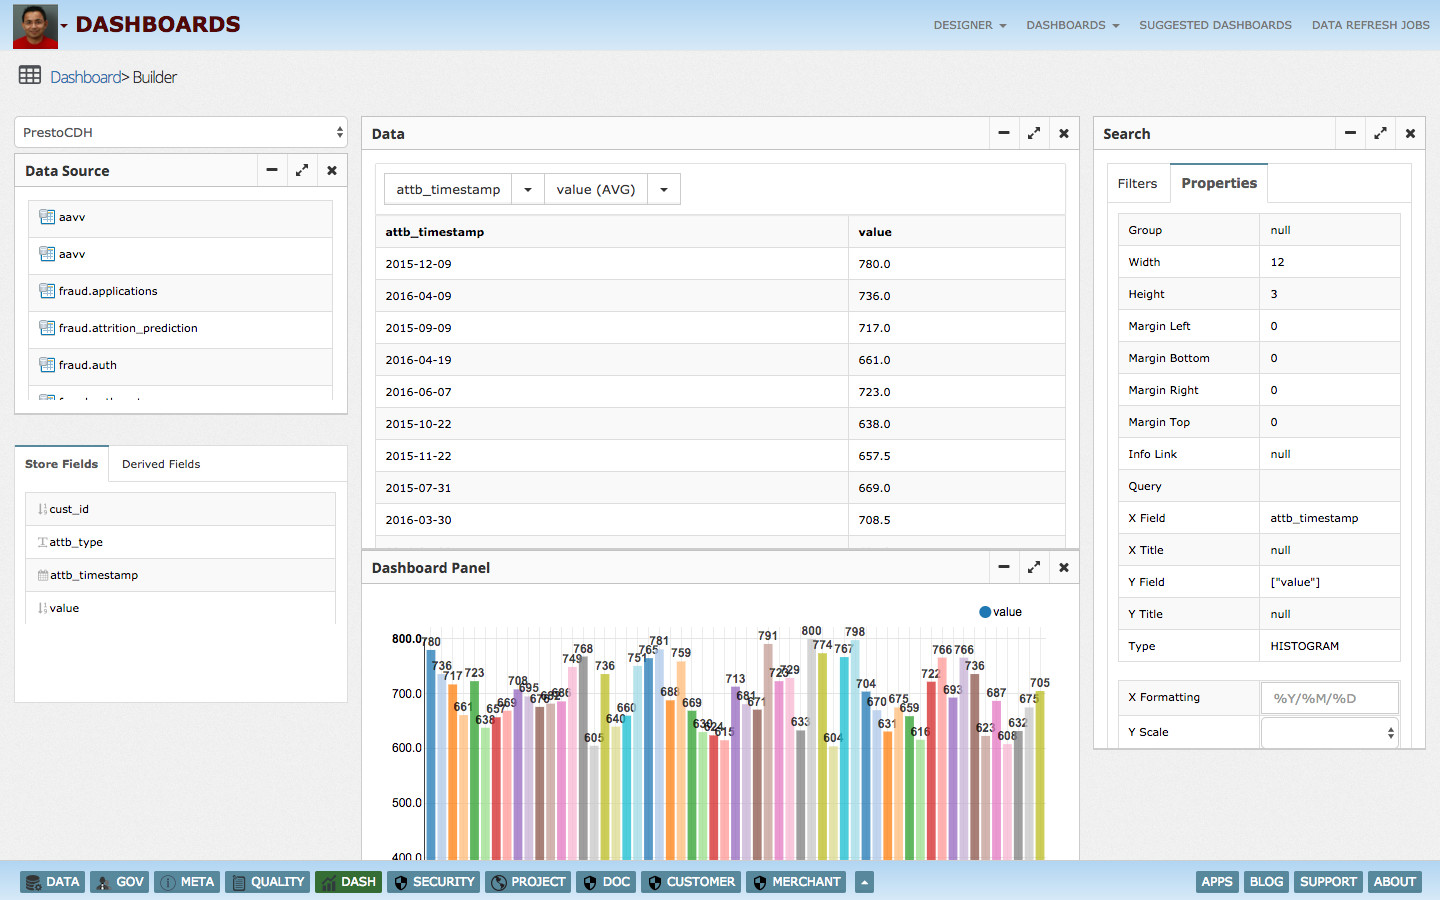 DASHBOARDS
DESIGNER DASHBOARDS SUGGESTED DASHBOARDS DATA REFRESH JOBS
Dashboard> Builder
PrestoCDH
Data Source
aavv
aavv
fraud.applications
fraud.attrition_prediction
fraud.auth
Store Fields Derived Fields
cust_id
attb_type
attb_timestamp
value
Data
attb_timestamp value (AVG)
attb_timestamp value
2015-12-09 780.0
2016-04-09 736.0
2015-09-09 717.0
2016-04-19 661.0
2016-06-07 723.0
2015-10-22 638.0
2015-11-22 657.5
2015-07-31 669.0
2016-03-30 708.5
Dashboard Panel
value
800.0
700.0
600.0
500.0
400.0
780 736 717 661 723 638 657 669 708 695 676 682 686 749 768 605 736 640 660 751 765 781 688 759 669 630 624 615 713 681 671 791 723 729 633 800 774 604 767 798 704 670 631 675 659 616 722 766 693 766 736 623 687 608 632 675 705
Search
Filters Properties
Group null
Width 12
Height 3
Margin Left 0
Margin Bottom 0
Margin Right 0
Margin Top 0
Info Link null
Query
X Field attb_timestamp
X Title null
Y Field ["value"]
Y Title null
Type HISTOGRAM
X Formatting %Y/%M/%D
Y Scale
DATA GOV META QUALITY DASH SECURITY PROJECT DOC CUSTOMER MERCHANT APPS BLOG SUPPORT ABOUT